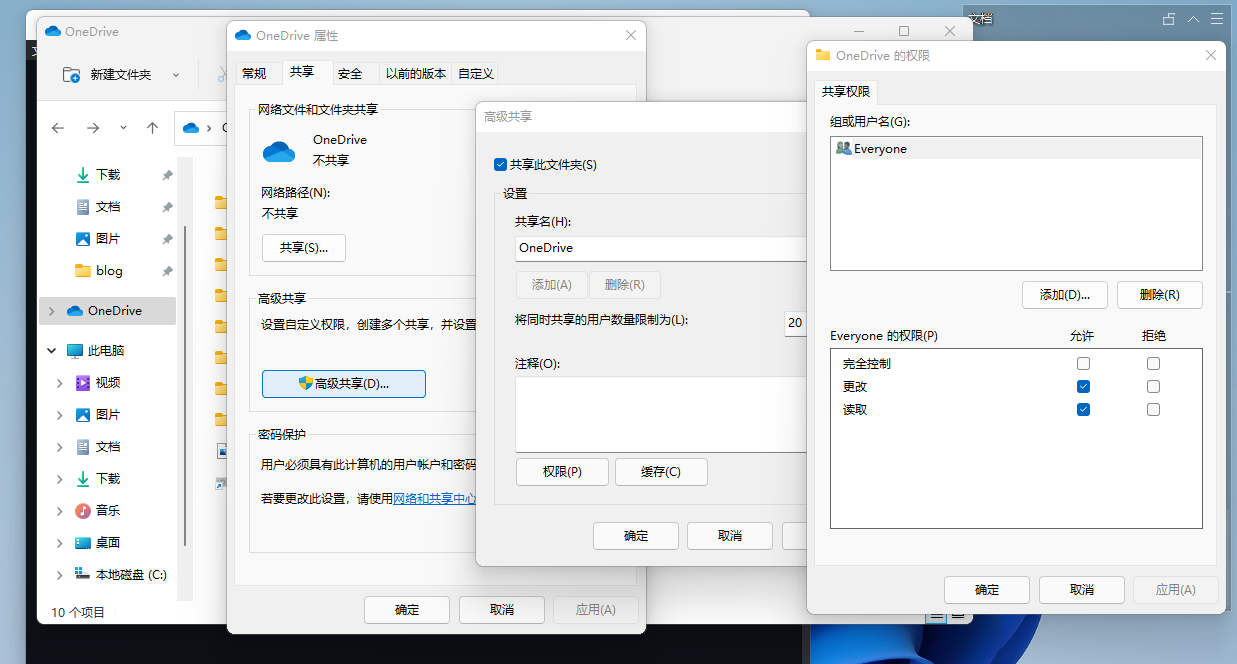 文档
OneDrive
新建文件夹
下载
文档
图片
blog
OneDrive
此电脑
视频
图片
文档
下载
音乐
桌面
本地磁盘 (C:)
10 个项目
OneDrive 属性
常规
共享
安全
以前的版本
自定义
网络文件和文件夹共享
OneDrive
不共享
网络路径(N):
不共享
共享(S)...
高级共享
设置自定义权限，创建多个共享，并设置
高级共享(D)...
密码保护
用户必须具有此计算机的用户帐户和密码
若要更改此设置，请使用网络和共享中心
确定
取消
应用(A)
高级共享
共享此文件夹(S)
设置
共享名(H):
OneDrive
添加(A)
删除(R)
将同时共享的用户数量限制为(L):
20
注释(O):
权限(P)
缓存(C)
确定
取消
OneDrive 的权限
共享权限
组或用户名(G):
Everyone
添加(D)...
删除(R)
Everyone 的权限(P)
允许
拒绝
完全控制
更改
读取
确定
取消
应用(A)